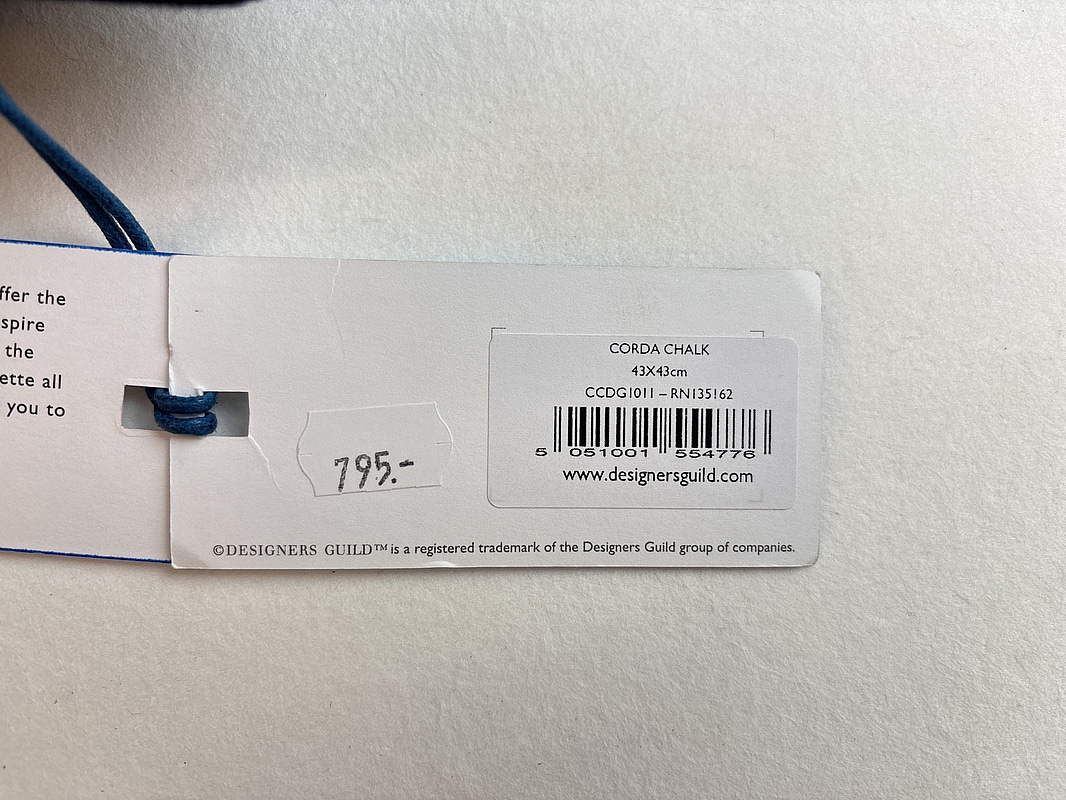 ffer the
spire
the
ette all
you to
795.-
CORDA CHALK
43X43cm
CCDG1011 – RN135162
5 051001 554776
www.designersguild.com
©DESIGNERS GUILD™ is a registered trademark of the Designers Guild group of companies.